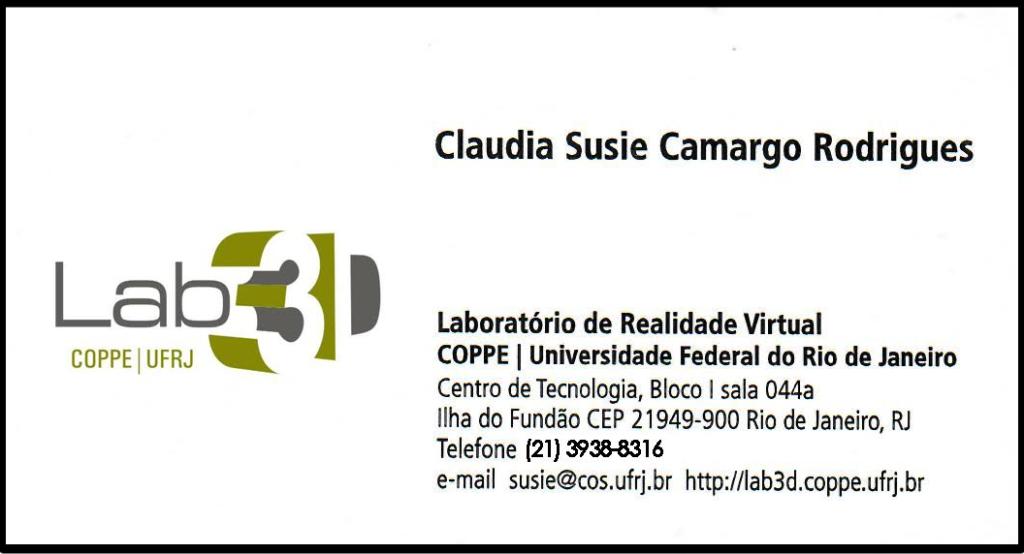 Claudia Susie Camargo Rodrigues
Lab3D
COPPE | UFRJ
Laboratório de Realidade Virtual
COPPE | Universidade Federal do Rio de Janeiro
Centro de Tecnologia, Bloco I sala 044a
Ilha do Fundão CEP 21949-900 Rio de Janeiro, RJ
Telefone (21) 3938-8316
e-mail susie@cos.ufrj.br http://lab3d.coppe.ufrj.br